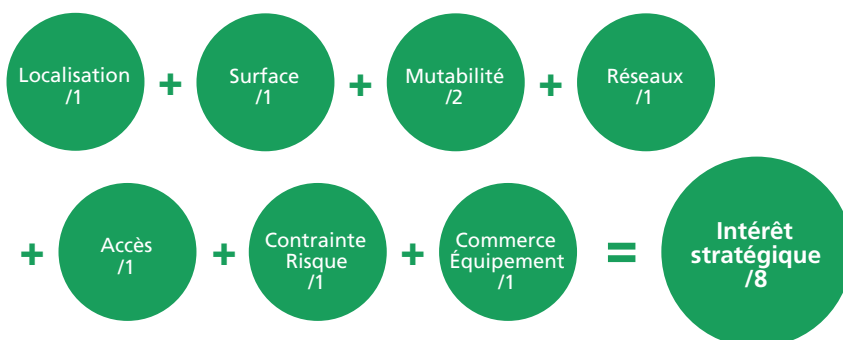 Localisation
/1
+
Surface
/1
+
Mutabilité
/2
+
Réseaux
/1
+
Accès
/1
+
Contrainte
Risque
/1
+
Commerce
Équipement
/1
=
Intérêt
stratégique
/8